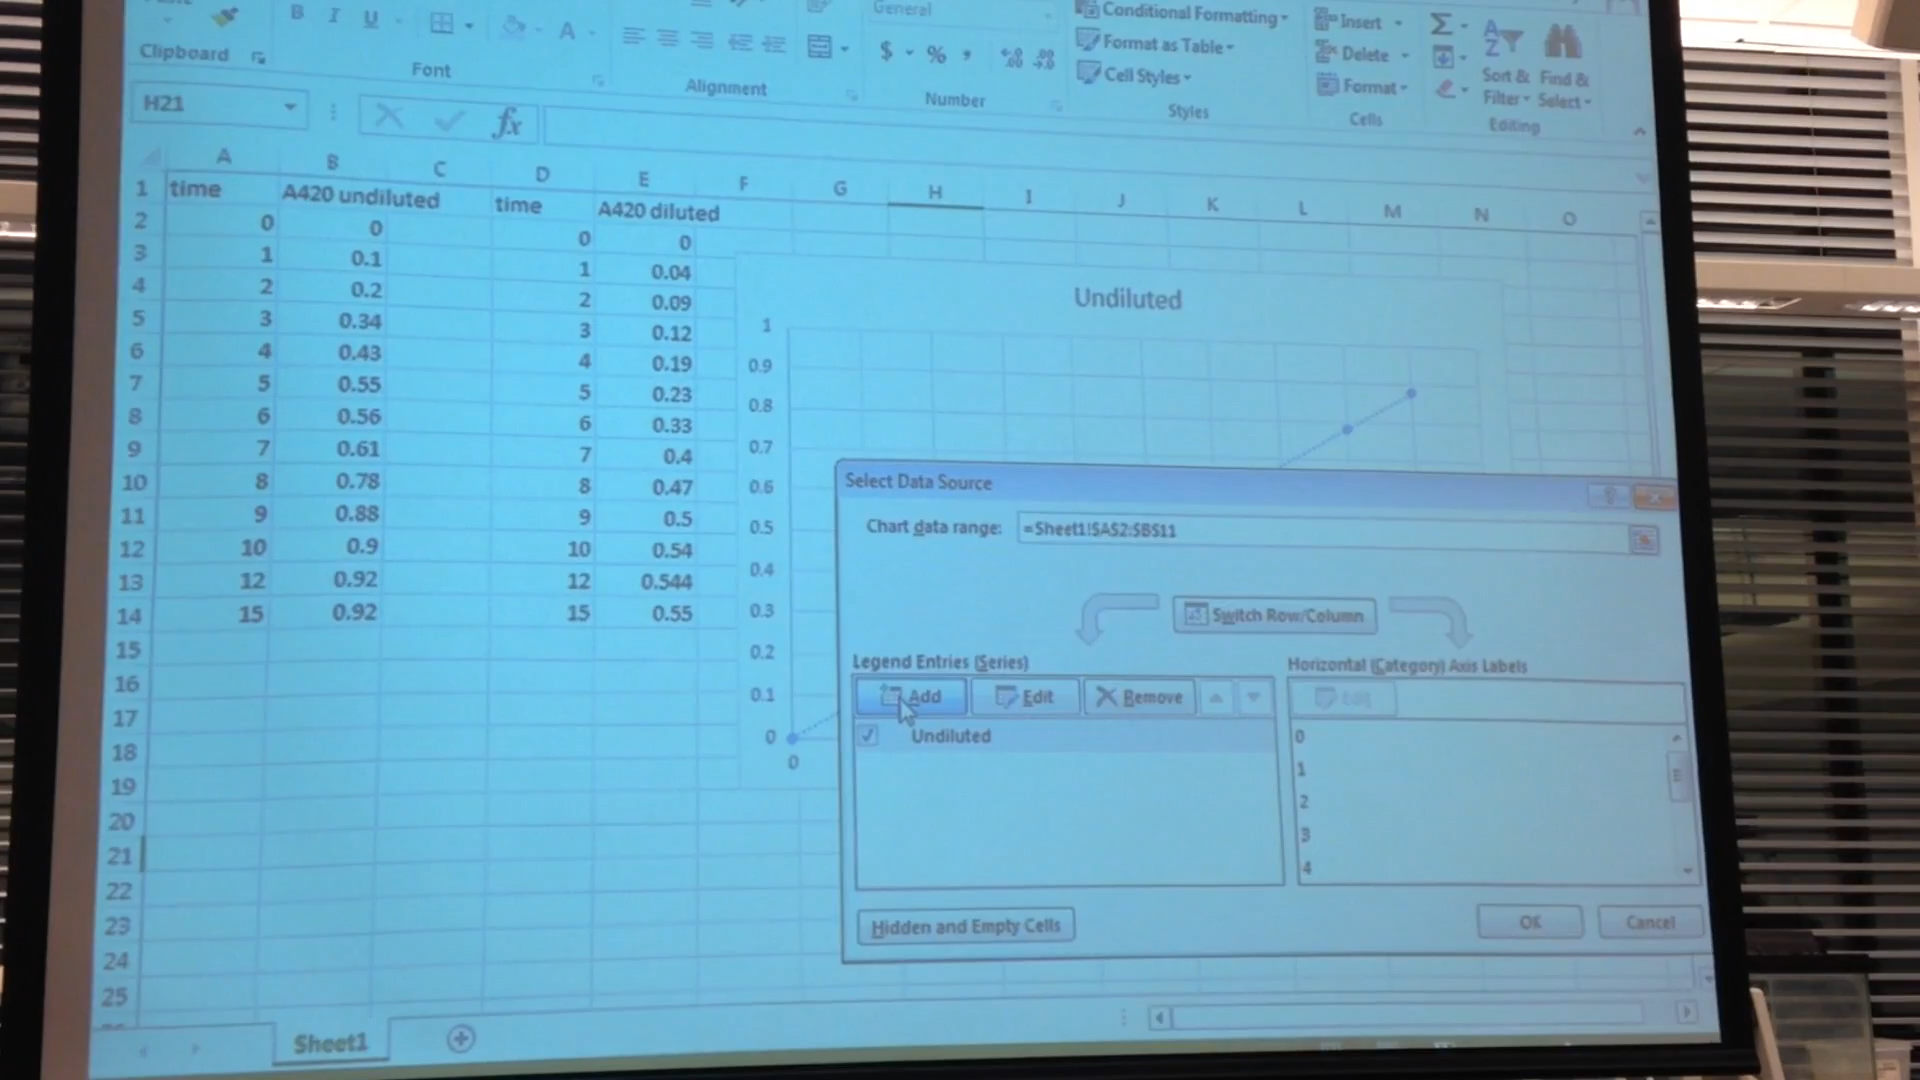 B I U A
General
Conditional Formatting
Format as Table
Cell Styles
Insert
Delete
Format
Sort & Filter
Find & Select
Clipboard Font Alignment Number Styles Cells Editing
$ % ,
H21 fx
A B C D E F G H I J K L M N O
1 time A420 undiluted time A420 diluted
2 0 0 0 0
3 1 0.1 1 0.04
4 2 0.2 2 0.09
5 3 0.34 3 0.12
6 4 0.43 4 0.19
7 5 0.55 5 0.23
8 6 0.56 6 0.33
9 7 0.61 7 0.4
10 8 0.78 8 0.47
11 9 0.88 9 0.5
12 10 0.9 10 0.54
13 12 0.92 12 0.544
14 15 0.92 15 0.55
15
16
17
18
19
20
21
22
23
24
25
Undiluted
1
0.9
0.8
0.7
0.6
0.5
0.4
0.3
0.2
0.1
0
0
Select Data Source
Chart data range: =Sheet1!$A$2:$B$11
Switch Row/Column
Legend Entries (Series)
Add Edit Remove
Undiluted
Horizontal (Category) Axis Labels
Edit
0
1
2
3
4
Hidden and Empty Cells
OK Cancel
Sheet1